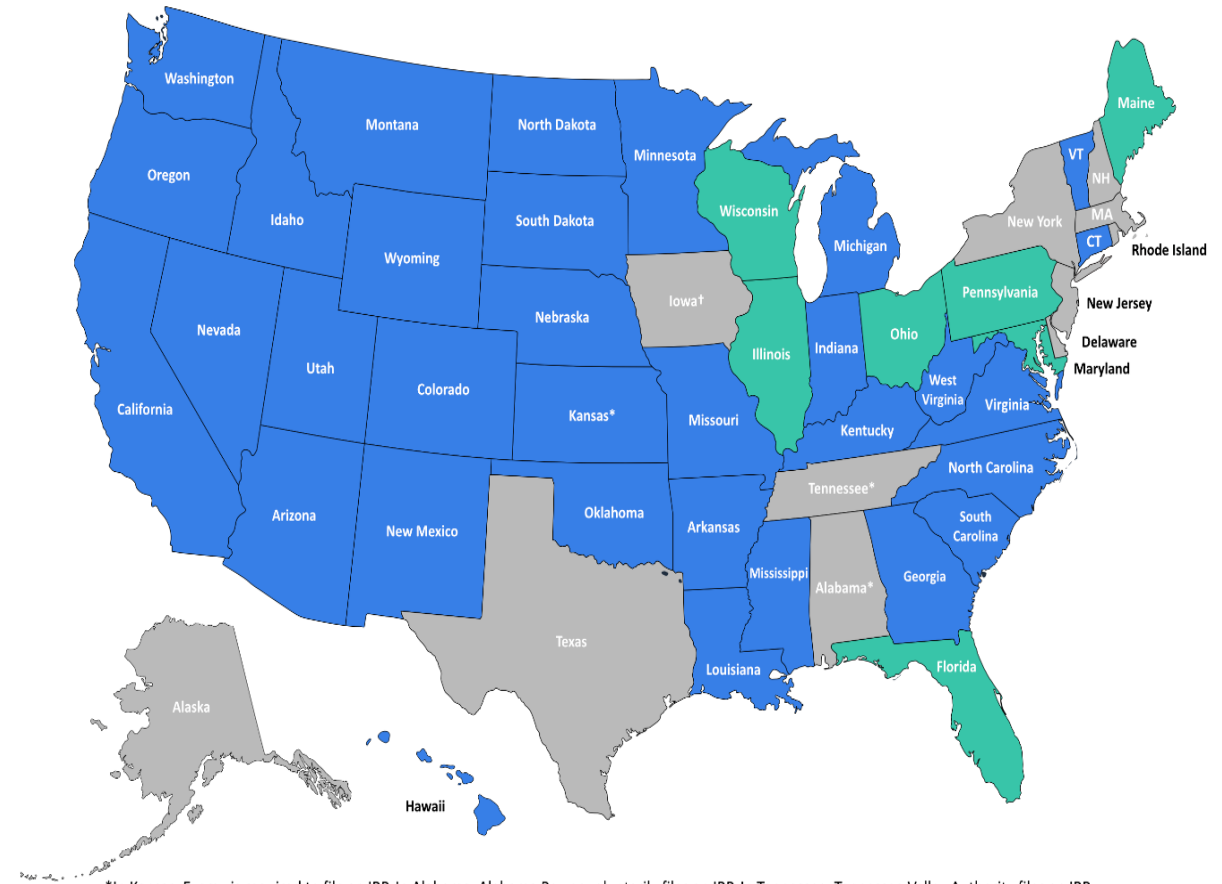 Washington
Maine
Montana
North Dakota
Minnesota
VT
Oregon
NH
Idaho
South Dakota
Wisconsin
MA
New York
Wyoming
Michigan
CT
Rhode Island
Pennsylvania
Iowa†
New Jersey
Nebraska
Nevada
Ohio
Delaware
Indiana
Illinois
Utah
Maryland
Colorado
West
Virginia
California
Kansas*
Missouri
Virginia
Kentucky
North Carolina
Tennessee*
Arizona
Oklahoma
New Mexico
Arkansas
South
Carolina
Mississippi
Alabama*
Georgia
Texas
Louisiana
Florida
Alaska
Hawaii